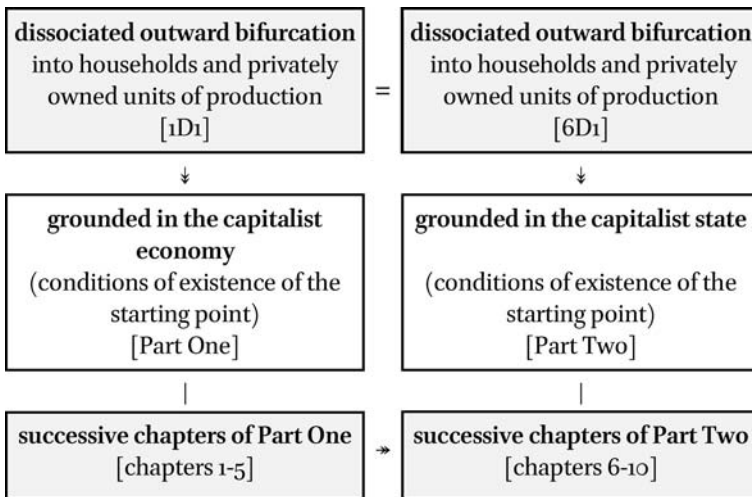 dissociated outward bifurcation
into households and privately
owned units of production
[1D1]
=
dissociated outward bifurcation
into households and privately
owned units of production
[6D1]
↡
↡
grounded in the capitalist
economy
(conditions of existence of the
starting point)
[Part One]
grounded in the capitalist state
(conditions of existence of the
starting point)
[Part Two]
|
|
successive chapters of Part One
[chapters 1-5]
↠
successive chapters of Part Two
[chapters 6-10]